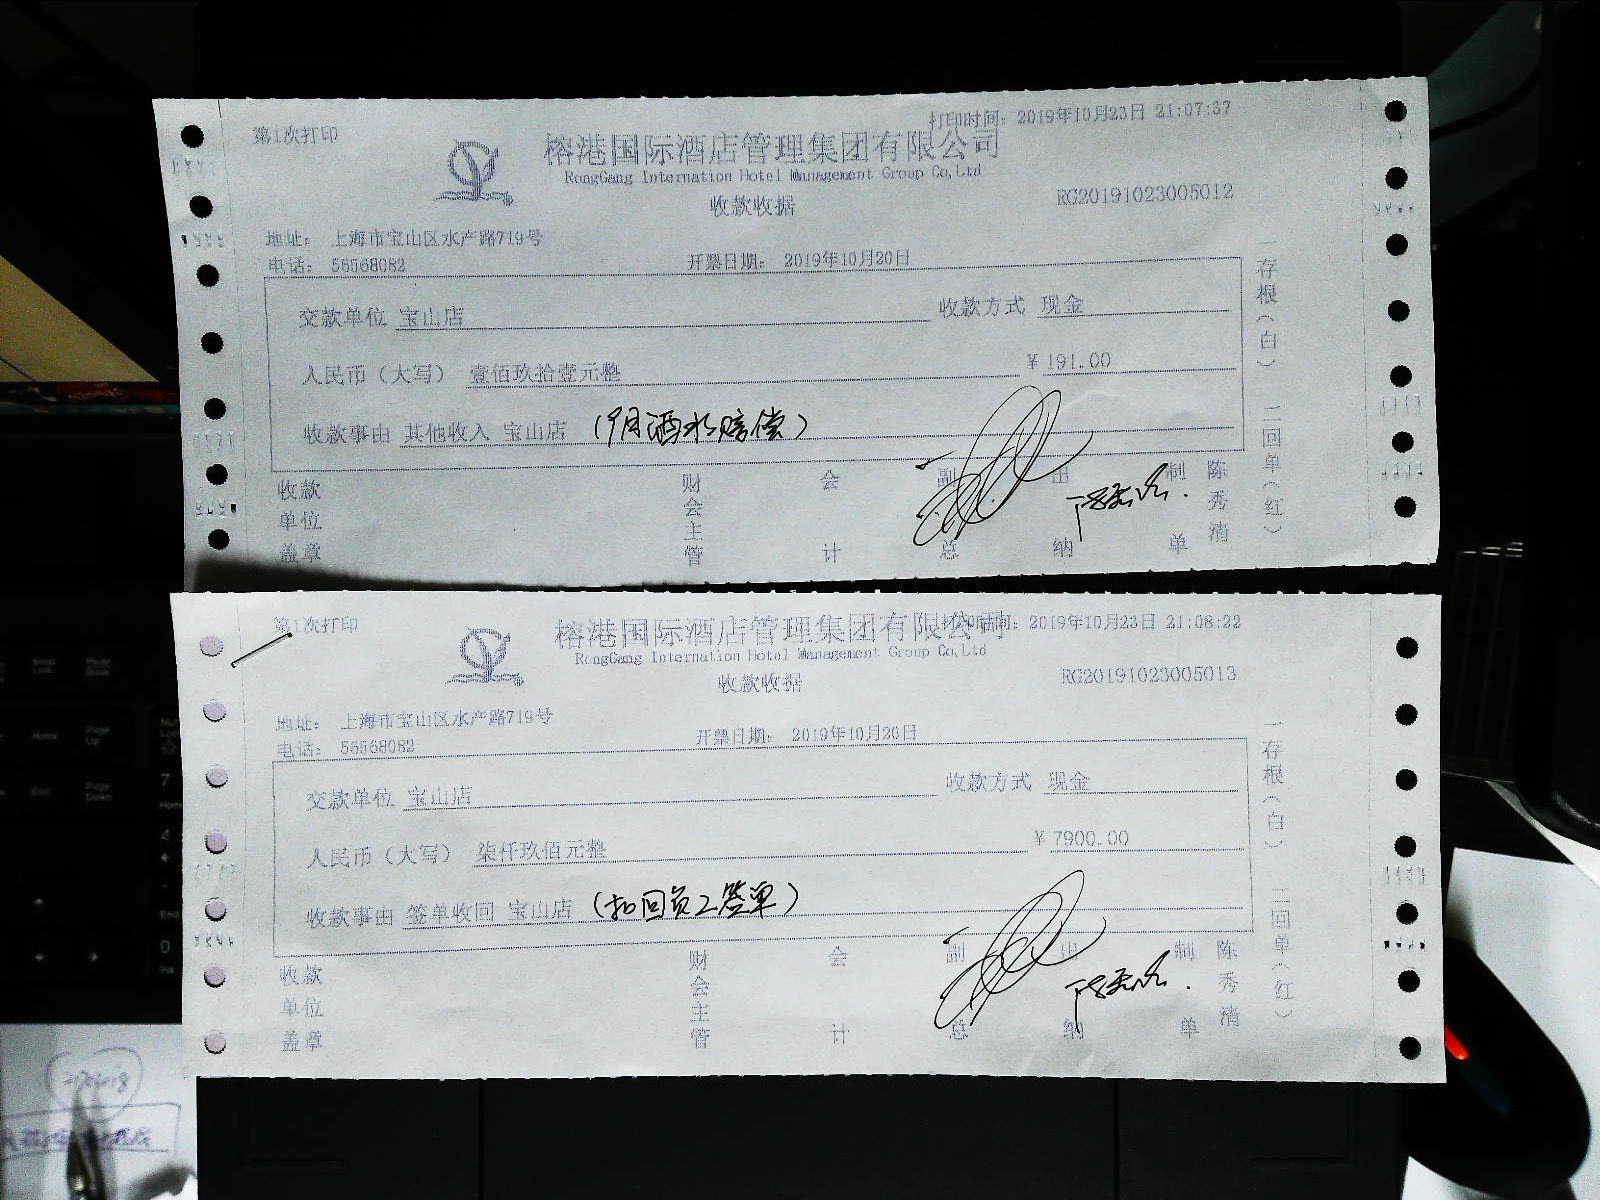 第1次打印
打印时间：2019年10月23日 21:07:37
榕港国际酒店管理集团有限公司
RongGang Internation Hotel Management Group Co,Ltd
收款收据
RG20191023005012
地址： 上海市宝山区水产路719号
电话： 56568082
开票日期： 2019年10月20日
交款单位 宝山店 收款方式 现金
人民币（大写） 壹佰玖拾壹元整 ¥ 191.00
收款事由 其他收入 宝山店 (9月酒水赔偿)
一存根（白） 二回单（红）
收款单位盖章 财会主管 会计 副总 出纳 制单 陈秀清
第1次打印
2019年10月23日 21:08:22
榕港国际酒店管理集团有限公司
RongGang Internation Hotel Management Group Co,Ltd
收款收据
RG20191023005013
地址： 上海市宝山区水产路719号
电话： 56568082
开票日期： 2019年10月20日
交款单位 宝山店 收款方式 现金
人民币（大写） 柒仟玖佰元整 ¥ 7900.00
收款事由 签单收回 宝山店 (扣回员工签单)
一存根（白） 二回单（红）
收款单位盖章 财会主管 会计 副总 出纳 制单 陈秀清